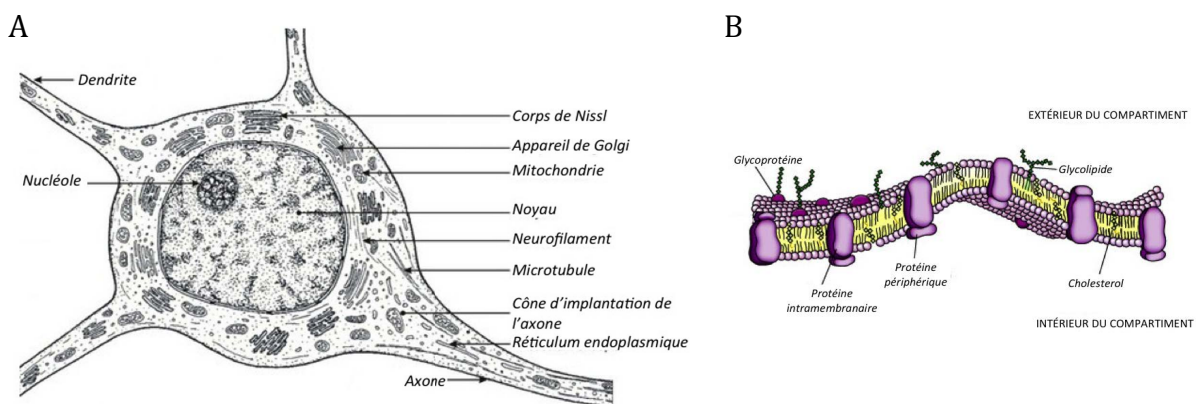 A
Dendrite
Nucléole
Corps de Nissl
Appareil de Golgi
Mitochondrie
Noyau
Neurofilament
Microtubule
Cône d'implantation de
l'axone
Réticulum endoplasmique
Axone
B
EXTÉRIEUR DU COMPARTIMENT
Glycoprotéine
Glycolipide
Protéine
périphérique
Protéine
intramembranaire
Cholesterol
INTÉRIEUR DU COMPARTIMENT